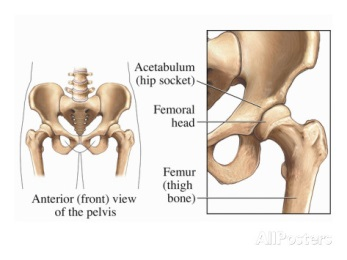 Acetabulum
(hip socket)
Femoral
head
Femur
(thigh
bone)
Anterior (front) view
of the pelvis
AllPosters